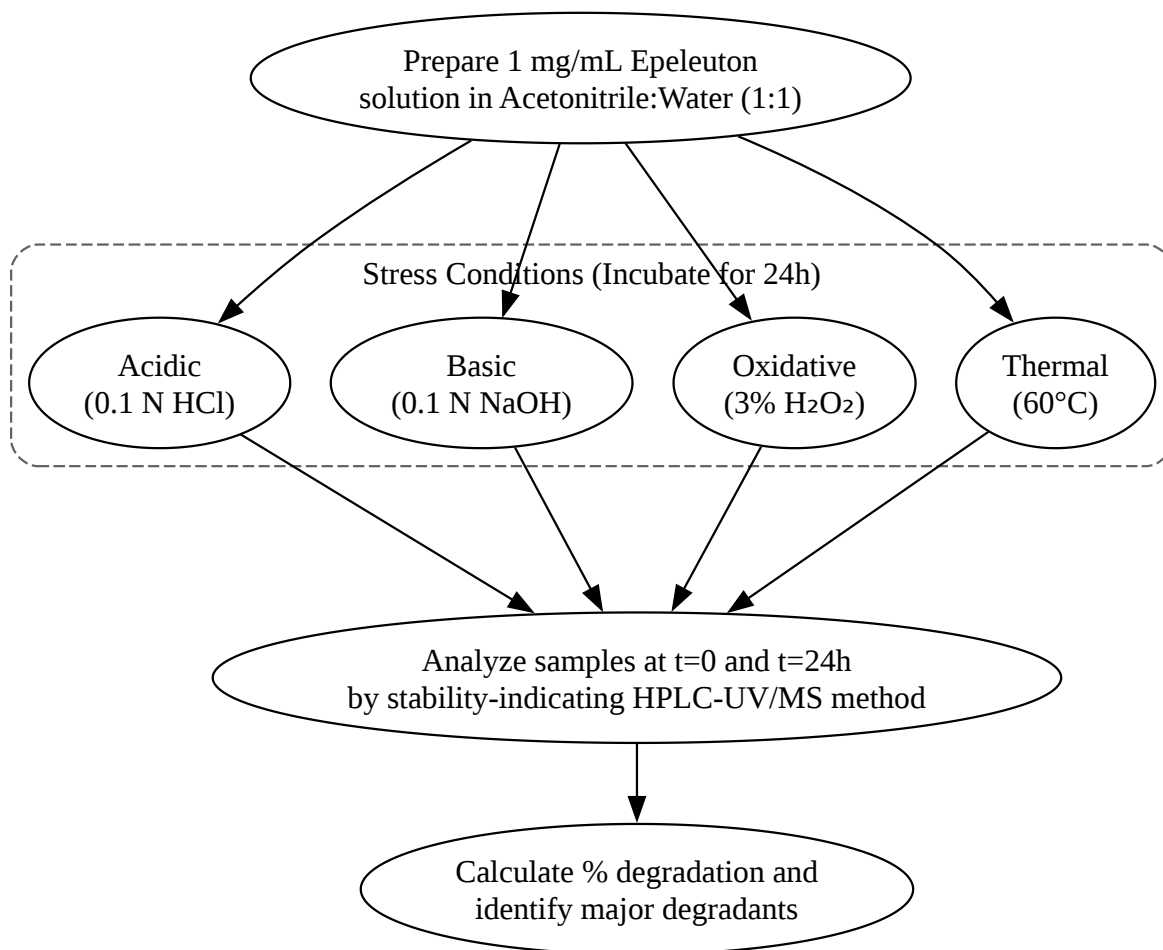 Prepare 1 mg/mL Epeleuton
solution in Acetonitrile:Water (1:1)
Stress Conditions (Incubate for 24h)
Acidic
(0.1 N HCl)
Basic
(0.1 N NaOH)
Oxidative
(3% H₂O₂)
Thermal
(60°C)
Analyze samples at t=0 and t=24h
by stability-indicating HPLC-UV/MS method
Calculate % degradation and
identify major degradants